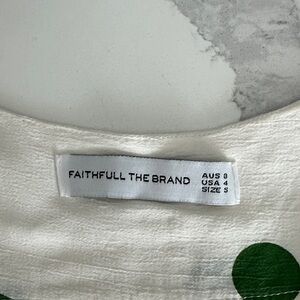 FAITHFULL THE BRAND
AUS 8
USA 4
SIZE S